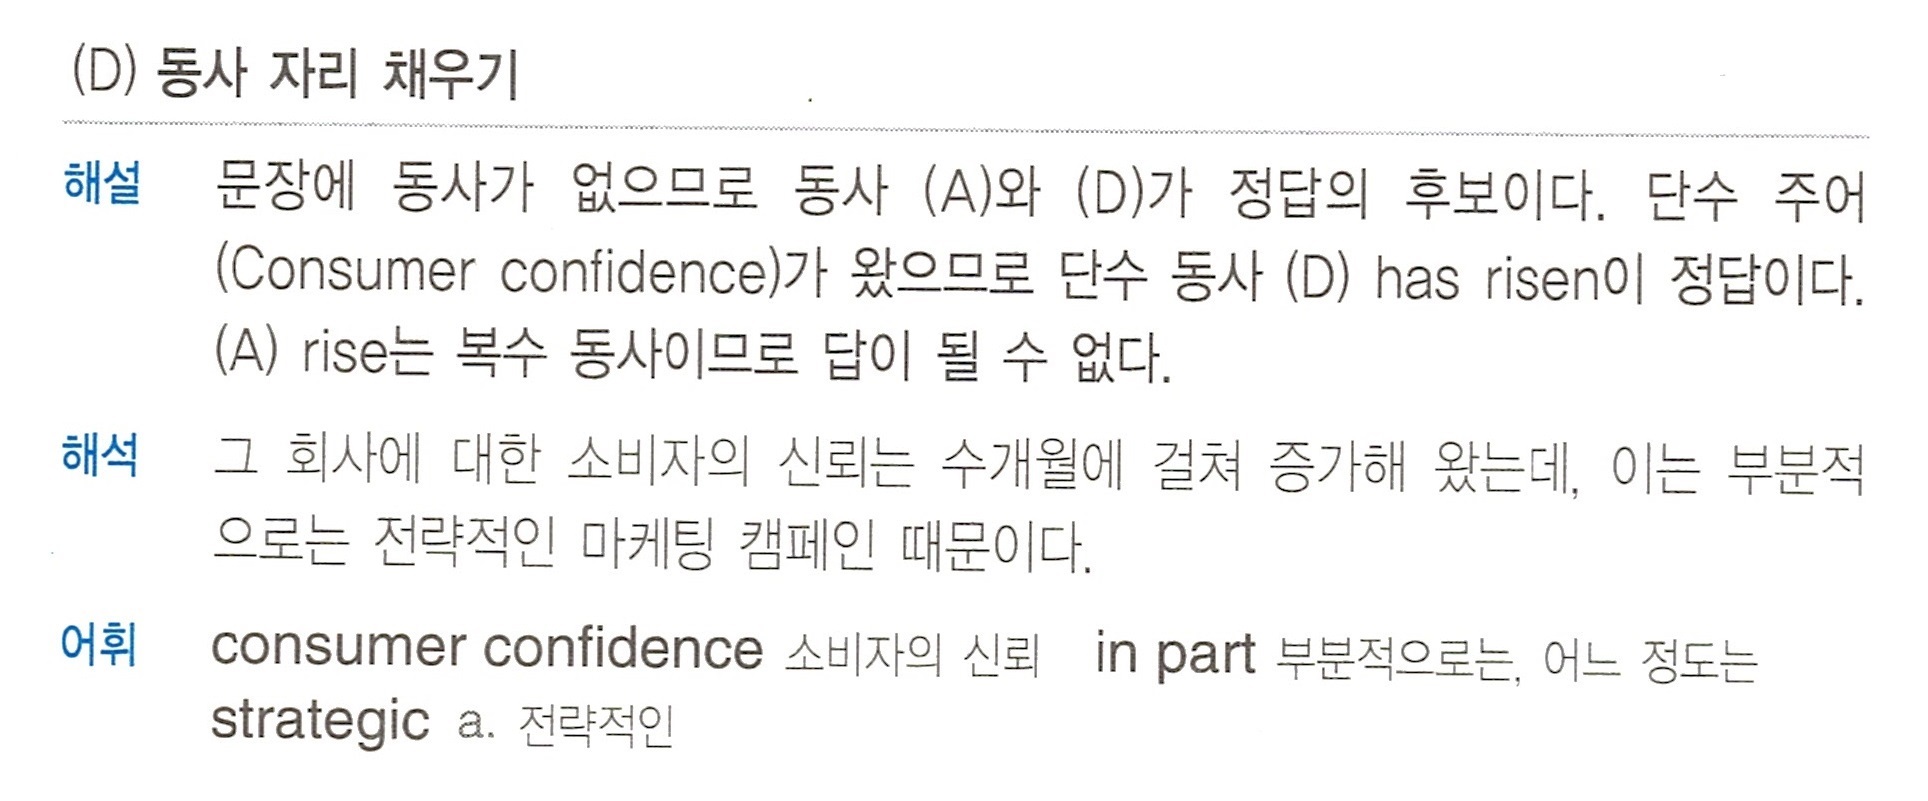 (D) 동사 자리 채우기
해설 문장에 동사가 없으므로 동사 (A)와 (D)가 정답의 후보이다. 단수 주어
(Consumer confidence)가 왔으므로 단수 동사 (D) has risen이 정답이다.
(A) rise는 복수 동사이므로 답이 될 수 없다.
해석 그 회사에 대한 소비자의 신뢰는 수개월에 걸쳐 증가해 왔는데, 이는 부분적
으로는 전략적인 마케팅 캠페인 때문이다.
어휘 consumer confidence 소비자의 신뢰 in part 부분적으로는, 어느 정도는
strategic a. 전략적인